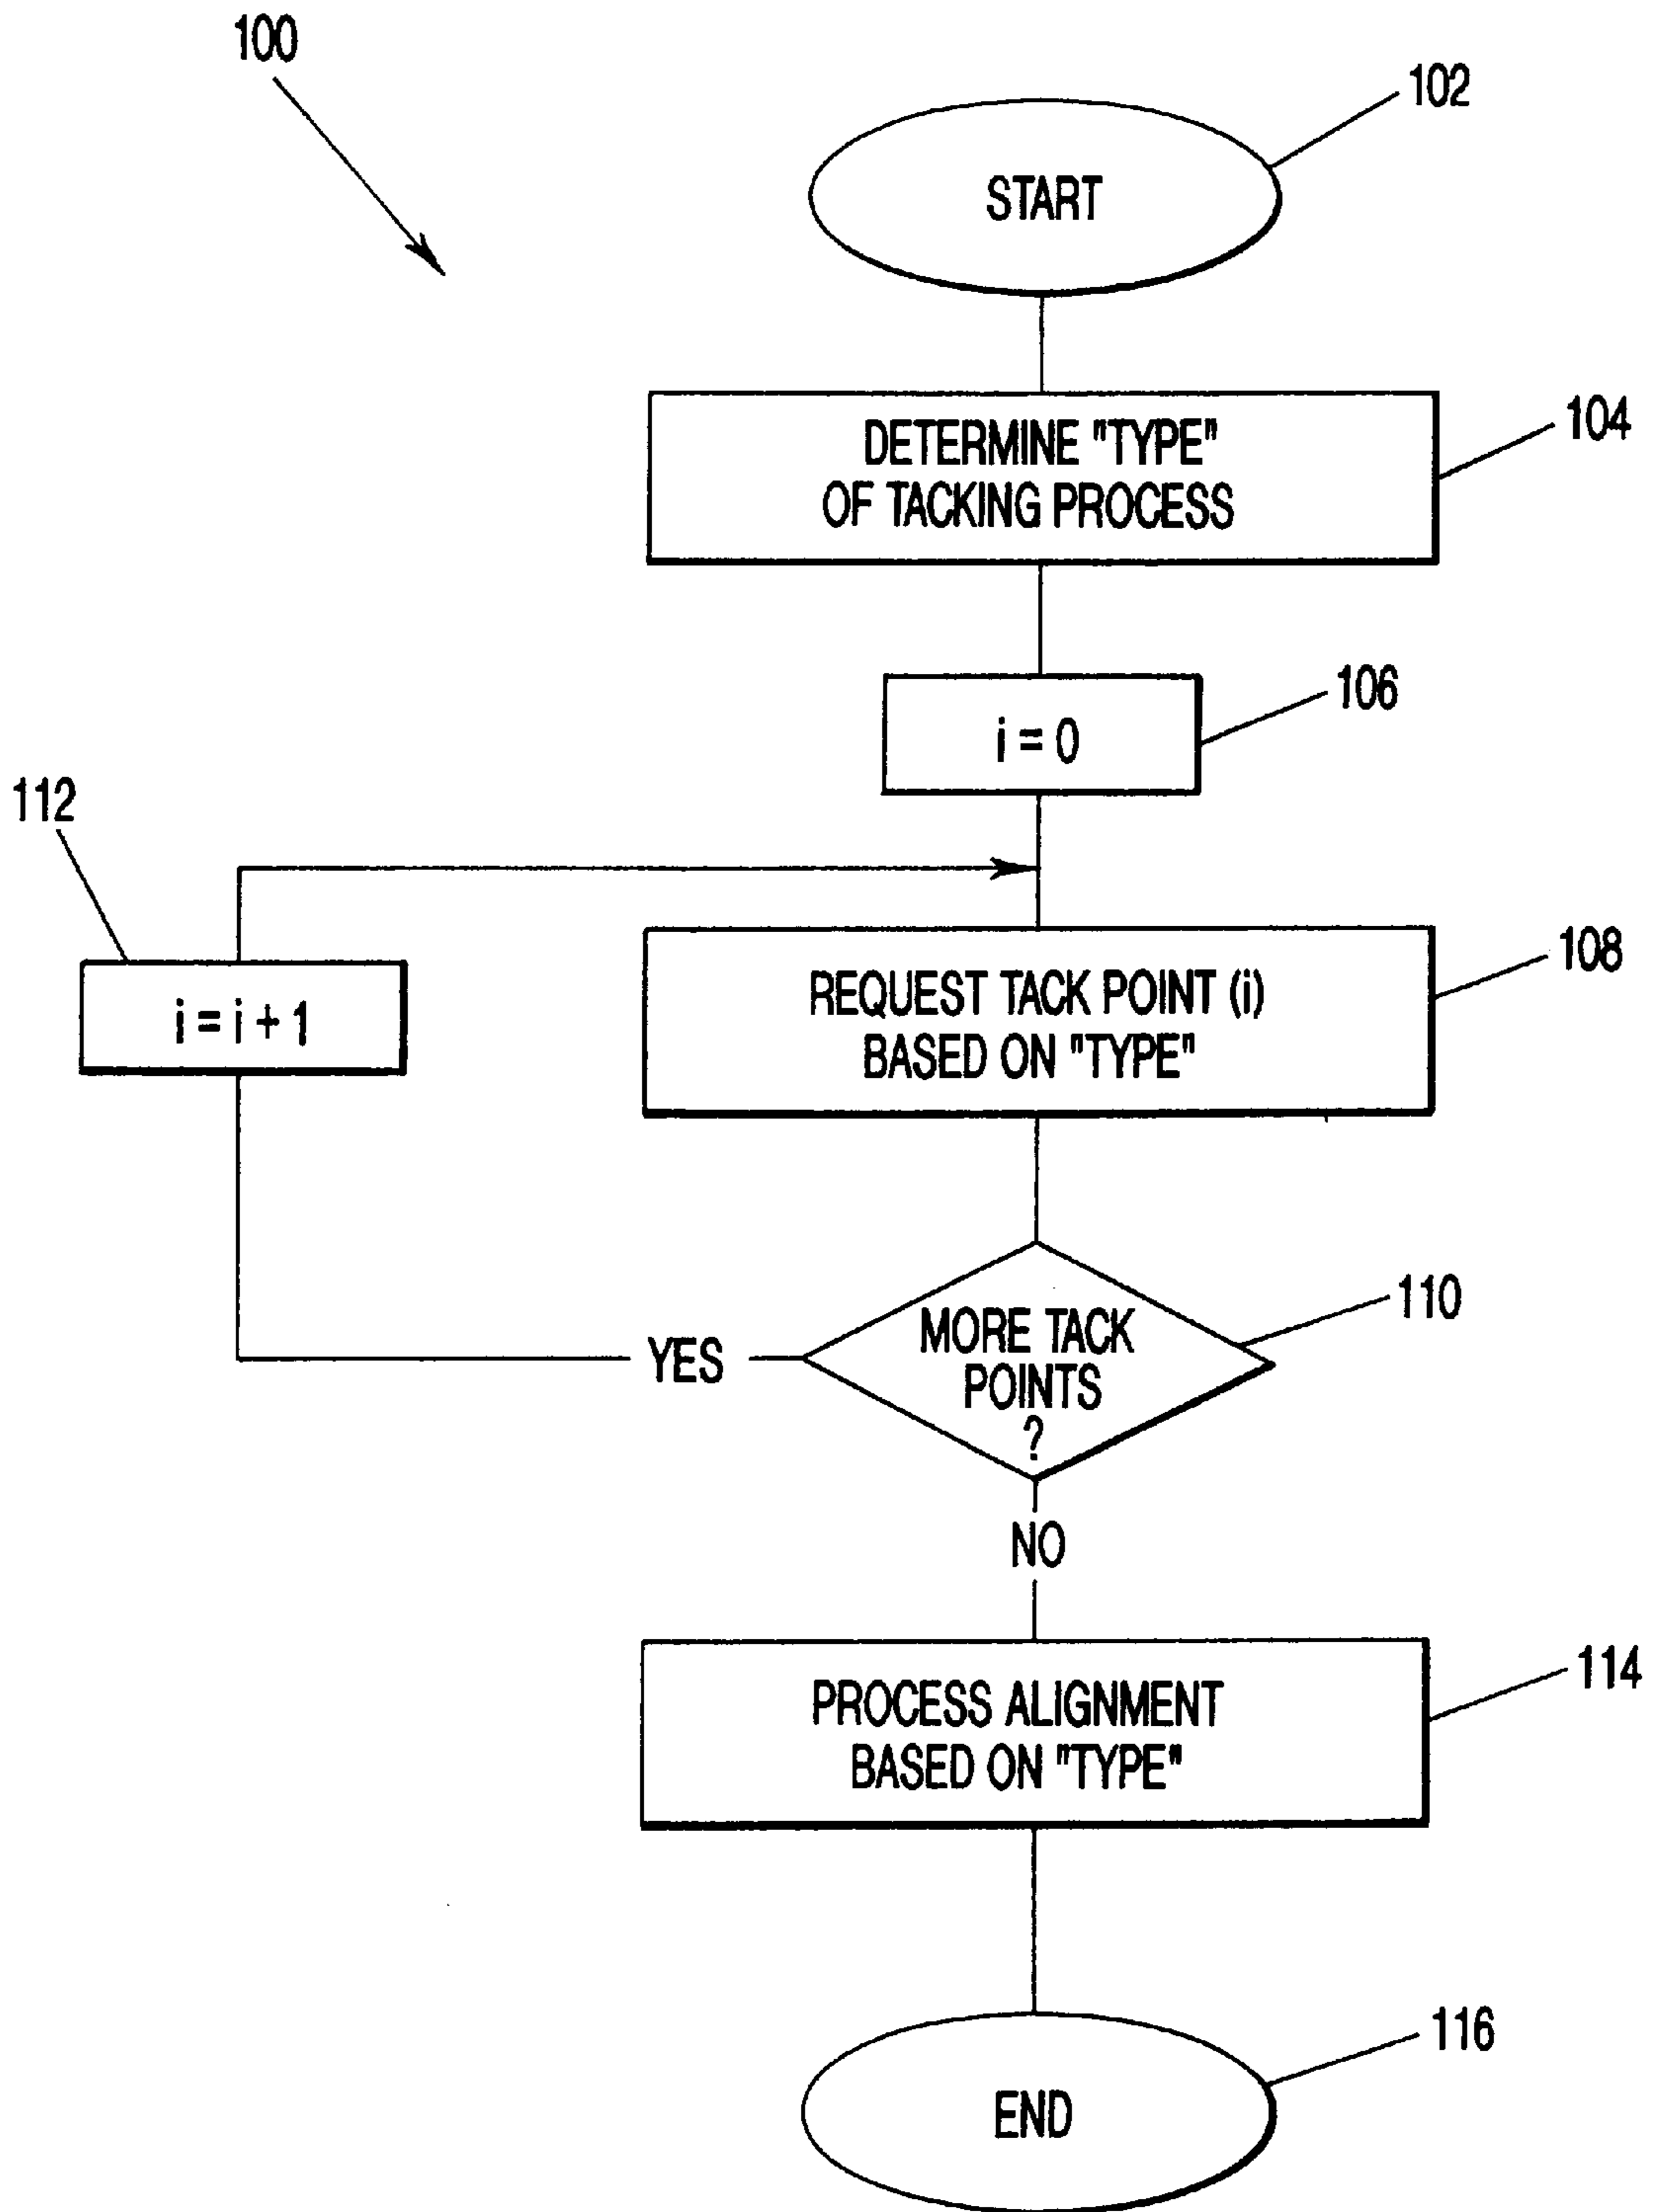 100
102
START
DETERMINE "TYPE"
OF TACKING PROCESS
104
i = 0
106
112
i = i + 1
REQUEST TACK POINT (i)
BASED ON "TYPE"
108
MORE TACK
POINTS
?
110
YES
NO
PROCESS ALIGNMENT
BASED ON "TYPE"
114
END
116